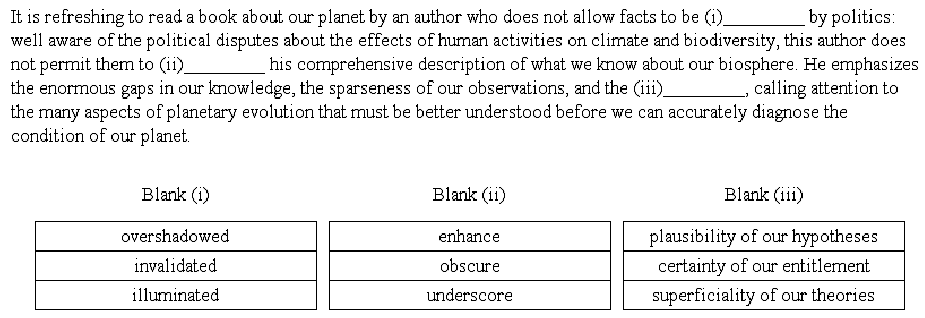 It is refreshing to read a book about our planet by an author who does not allow facts to be (i)__________ by politics:
well aware of the political disputes about the effects of human activities on climate and biodiversity, this author does
not permit them to (ii)__________ his comprehensive description of what we know about our biosphere. He emphasizes
the enormous gaps in our knowledge, the sparseness of our observations, and the (iii)__________, calling attention to
the many aspects of planetary evolution that must be better understood before we can accurately diagnose the
condition of our planet.
Blank (i) Blank (ii) Blank (iii)
overshadowed enhance plausibility of our hypotheses
invalidated obscure certainty of our entitlement
illuminated underscore superficiality of our theories